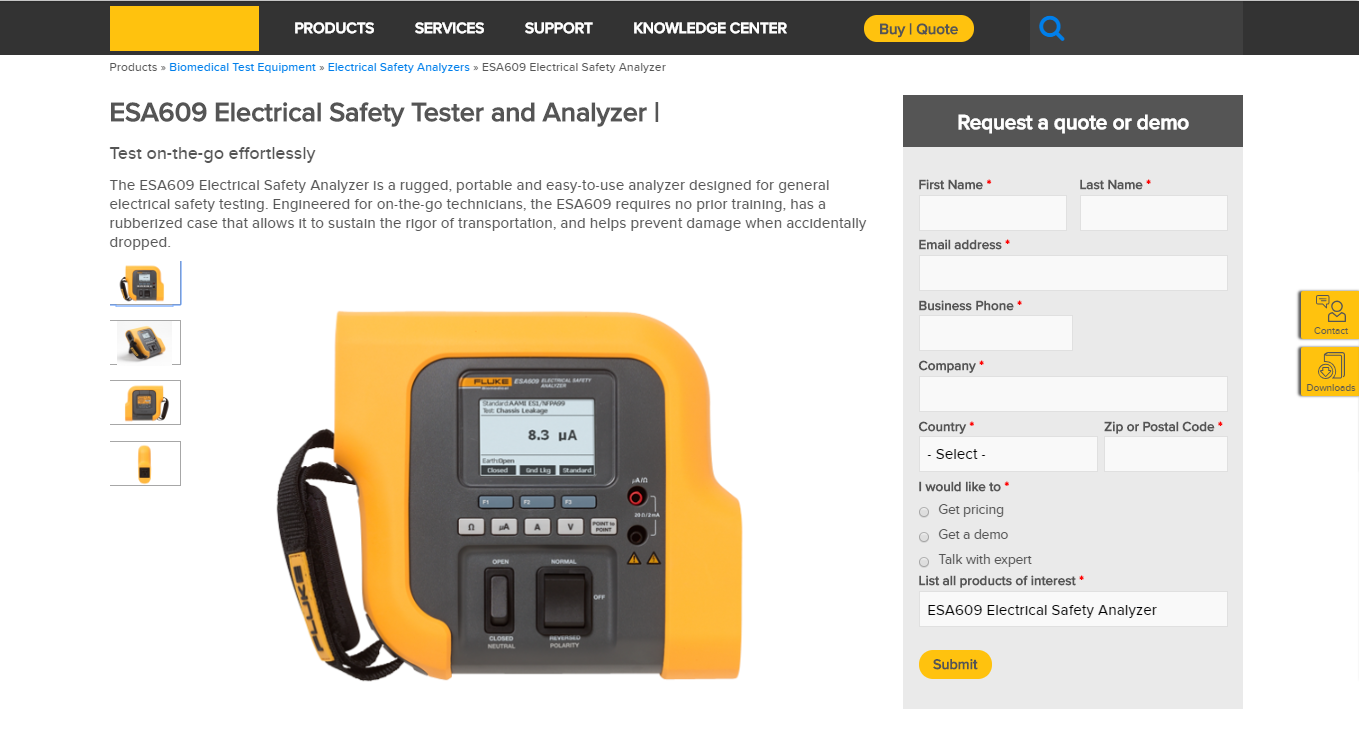 PRODUCTS SERVICES SUPPORT KNOWLEDGE CENTER Buy | Quote
Products » Biomedical Test Equipment » Electrical Safety Analyzers » ESA609 Electrical Safety Analyzer
ESA609 Electrical Safety Tester and Analyzer |
Test on-the-go effortlessly
The ESA609 Electrical Safety Analyzer is a rugged, portable and easy-to-use analyzer designed for general
electrical safety testing. Engineered for on-the-go technicians, the ESA609 requires no prior training, has a
rubberized case that allows it to sustain the rigor of transportation, and helps prevent damage when accidentally
dropped.
FLUKE ESA609 ELECTRICAL SAFETY
Biomedical ANALYZER
Standard:AAMI ES1/NFPA99
Test: Chassis Leakage
8.3 µA
Earth:Open
Closed Gnd Lkg Standard
µA/Ω
F1 F2 F3
20 Ω/2 mA
Ω µA A V POINT to
POINT
OPEN NORMAL
OFF
CLOSED REVERSED
NEUTRAL POLARITY
FLUKE
Request a quote or demo
First Name * Last Name *
Email address *
Business Phone *
Company *
Country * Zip or Postal Code *
- Select -
I would like to *
Get pricing
Get a demo
Talk with expert
List all products of interest *
ESA609 Electrical Safety Analyzer
Submit
Contact
Downloads